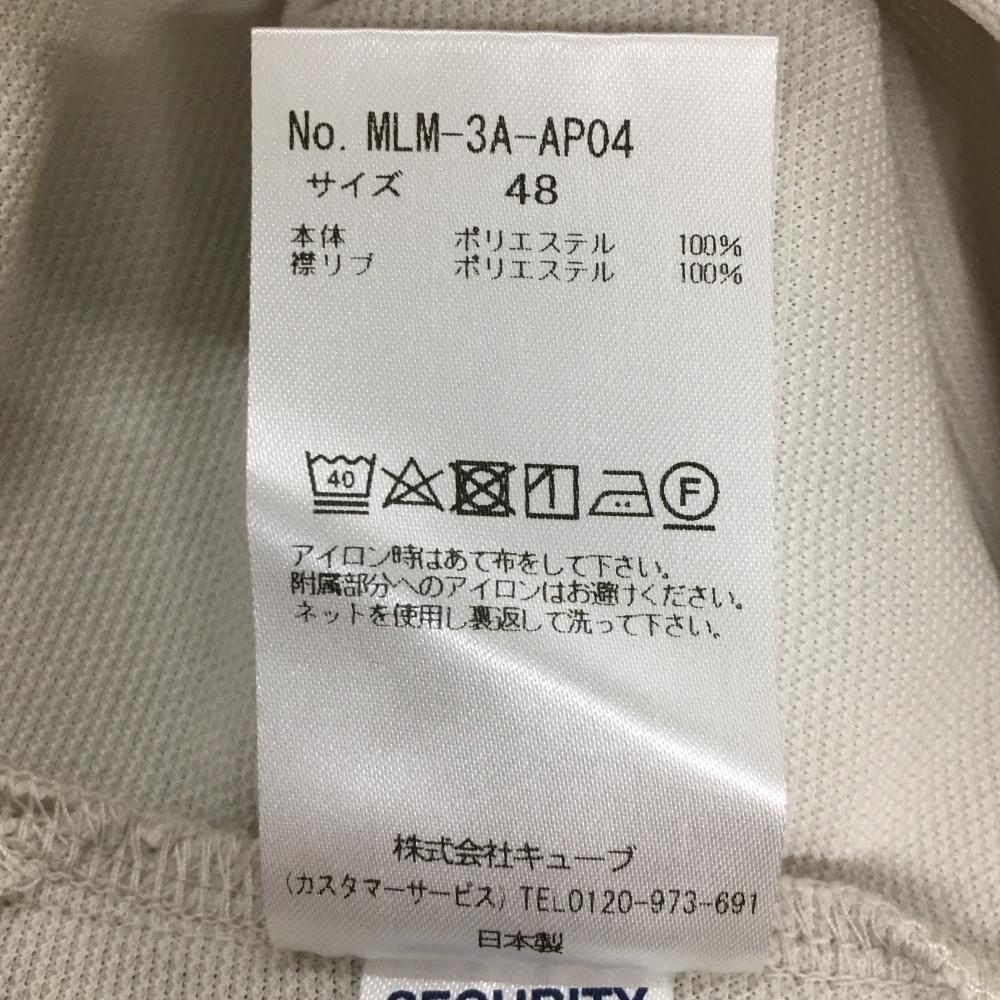 No. MLM-3A-AP04
サイズ 48
本体 ポリエステル 100%
襟リブ ポリエステル 100%
40
F
アイロン時はあて布をして下さい。
附属部分へのアイロンはお避けください。
ネットを使用し裏返して洗って下さい。
株式会社キューブ
(カスタマーサービス) TEL0120-973-691
日本製
SECURITY